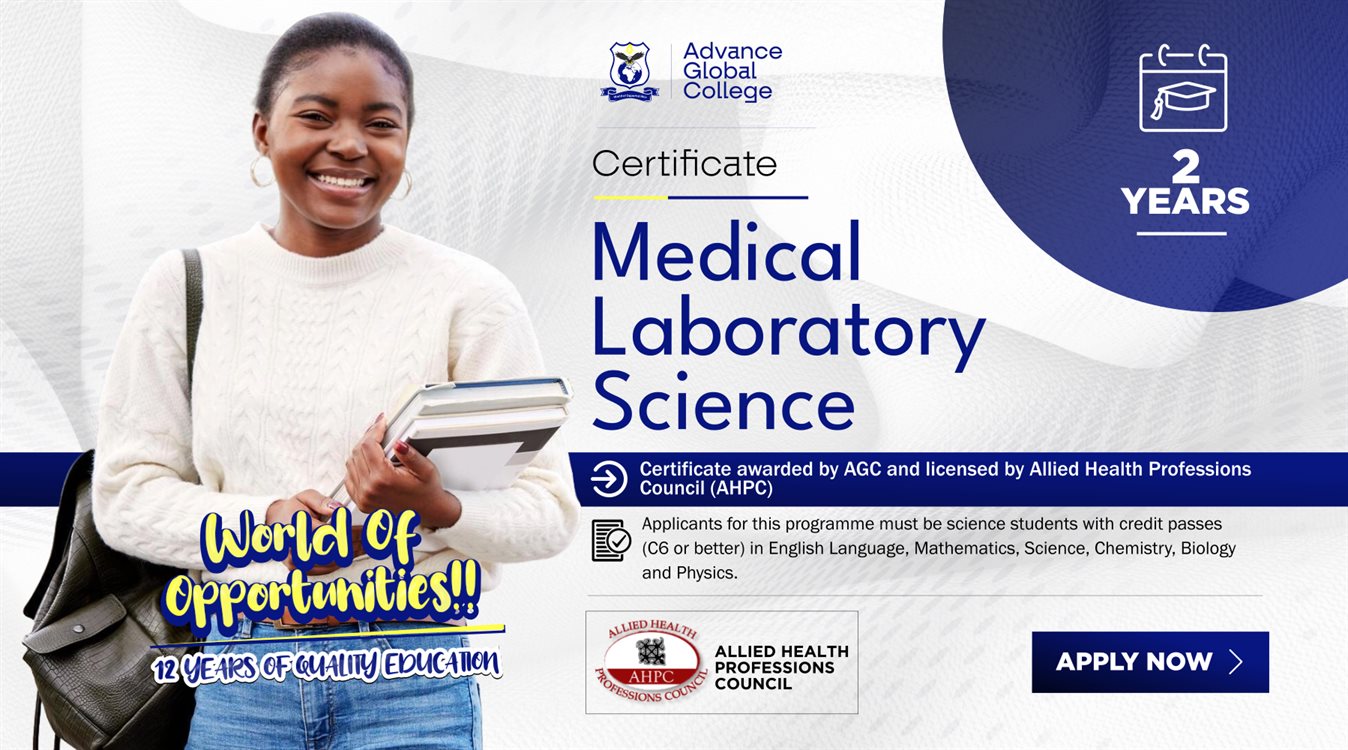 Advance
Global
College
Certificate
Medical
Laboratory
Science
2
YEARS
Certificate awarded by AGC and licensed by Allied Health Professions
Council (AHPC)
Applicants for this programme must be science students with credit passes
(C6 or better) in English Language, Mathematics, Science, Chemistry, Biology
and Physics.
World Of
Opportunities!!
12 YEARS OF QUALITY EDUCATION
ALLIED HEALTH
AHPC
PROFESSIONS COUNCIL
ALLIED HEALTH
PROFESSIONS
COUNCIL
APPLY NOW